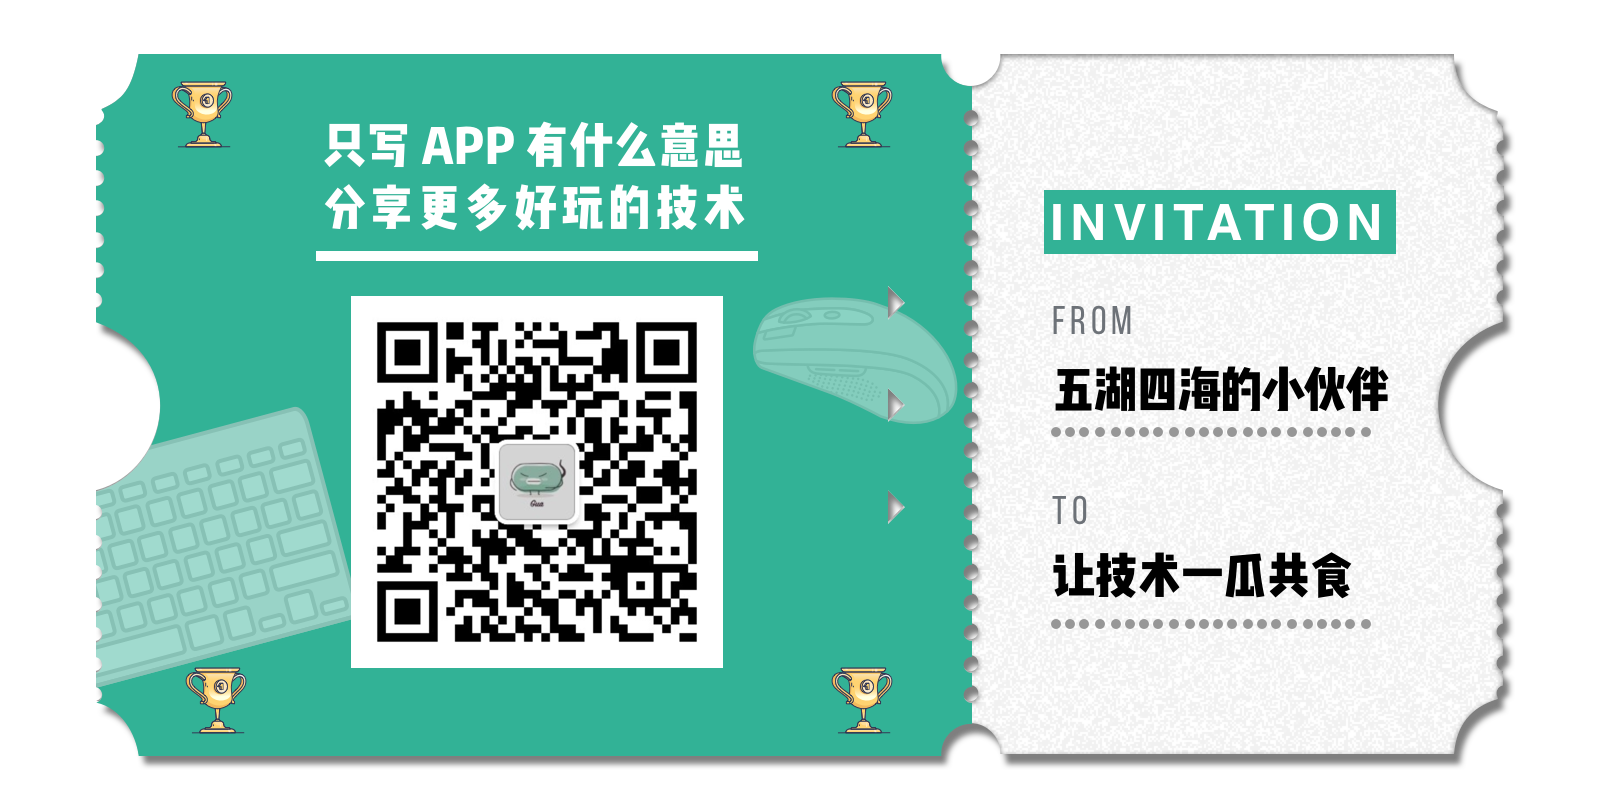 只写 APP 有什么意思
分享更多好玩的技术
Gua
INVITATION
FROM
五湖四海的小伙伴
TO
让技术一瓜共食